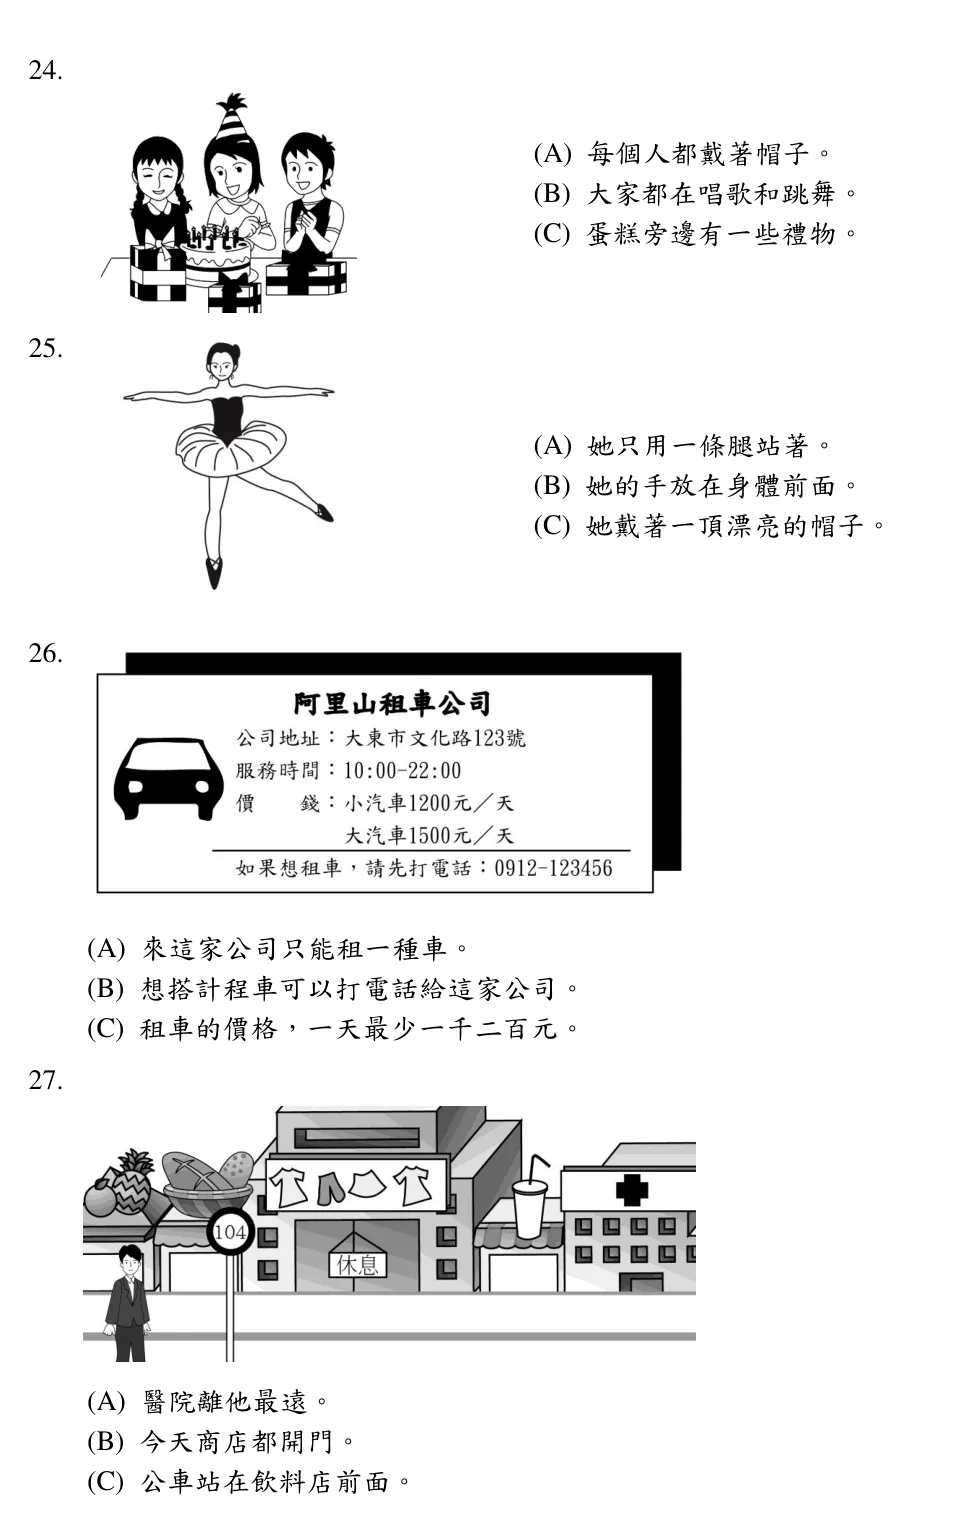 24.
(A) 每個人都戴著帽子。
(B) 大家都在唱歌和跳舞。
(C) 蛋糕旁邊有一些禮物。
25.
(A) 她只用一條腿站著。
(B) 她的手放在身體前面。
(C) 她戴著一頂漂亮的帽子。
26.
阿里山租車公司
公司地址：大東市文化路123號
服務時間：10:00-22:00
價　　錢：小汽車1200元／天
大汽車1500元／天
如果想租車，請先打電話：0912-123456
(A) 來這家公司只能租一種車。
(B) 想搭計程車可以打電話給這家公司。
(C) 租車的價格，一天最少一千二百元。
27.
104
休息
(A) 醫院離他最遠。
(B) 今天商店都開門。
(C) 公車站在飲料店前面。